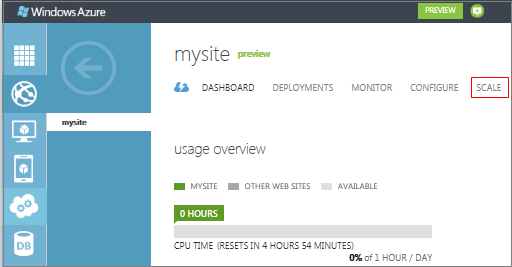 Windows Azure PREVIEW
mysite preview
DASHBOARD DEPLOYMENTS MONITOR CONFIGURE SCALE
mysite
usage overview
MYSITE OTHER WEB SITES AVAILABLE
0 HOURS
CPU TIME (RESETS IN 4 HOURS 54 MINUTES)
0% of 1 HOUR / DAY
DB